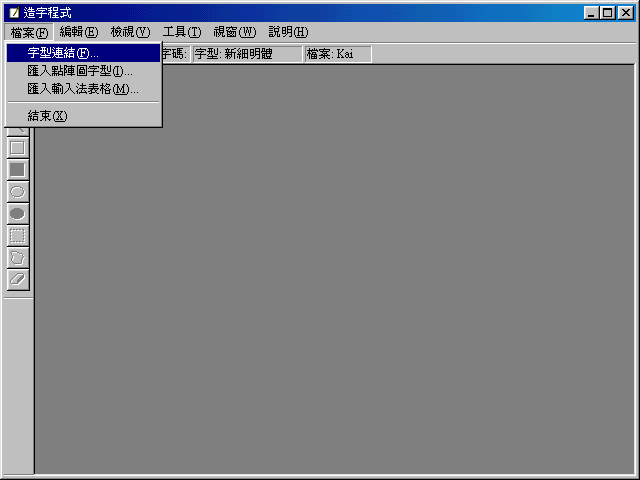 造字程式
檔案(F) 編輯(E) 檢視(V) 工具(T) 視窗(W) 說明(H)
字碼: 字型: 新細明體 檔案: Kai
字型連結(F)...
匯入點陣圖字型(I)...
匯入輸入法表格(M)...
結束(X)